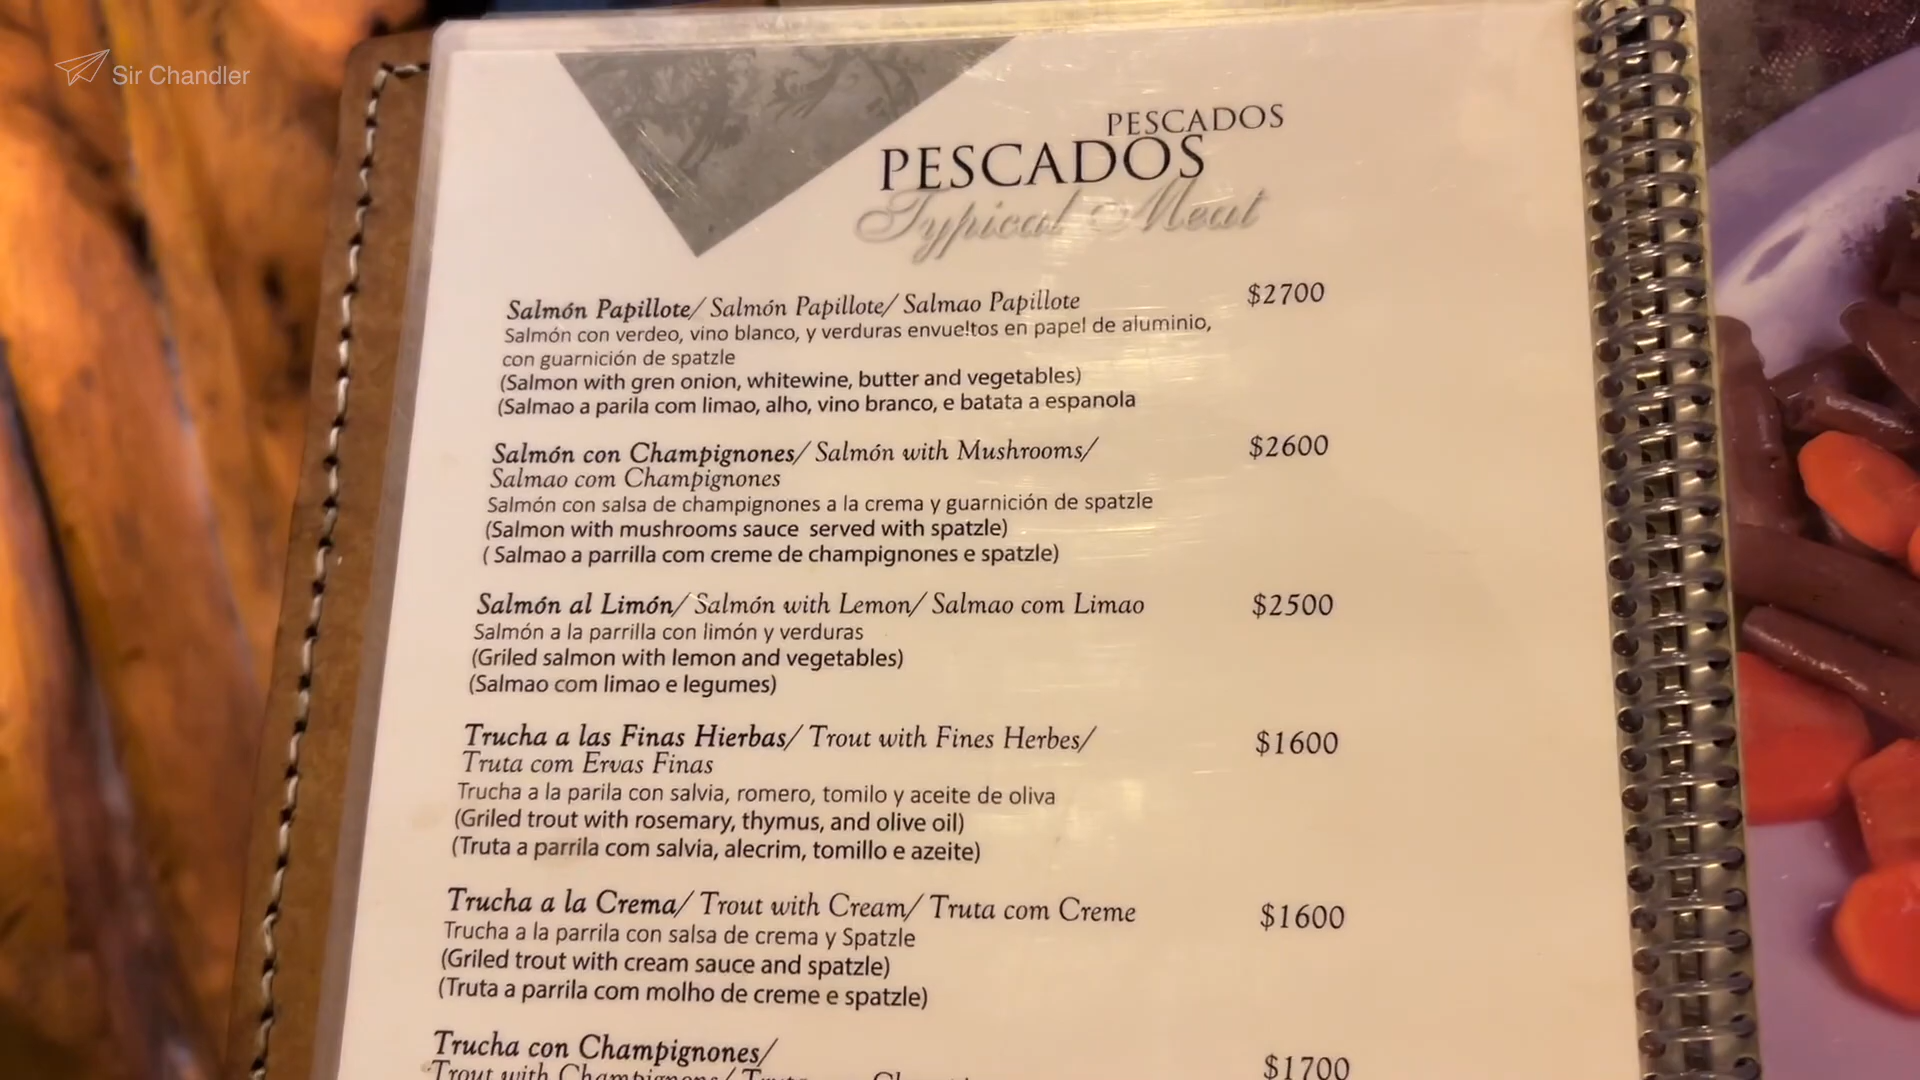 Sir Chandler
PESCADOS
PESCADOS
Typical Meat
Salmón Papillote/ Salmón Papillote/ Salmao Papillote $2700
Salmón con verdeo, vino blanco, y verduras envueltos en papel de aluminio,
con guarnición de spatzle
(Salmon with gren onion, whitewine, butter and vegetables)
(Salmao a parila com limao, alho, vino branco, e batata a espanola
Salmón con Champignones/ Salmón with Mushrooms/ $2600
Salmao com Champignones
Salmón con salsa de champignones a la crema y guarnición de spatzle
(Salmon with mushrooms sauce served with spatzle)
( Salmao a parrilla com creme de champignones e spatzle)
Salmón al Limón/ Salmón with Lemon/ Salmao com Limao $2500
Salmón a la parrilla con limón y verduras
(Griled salmon with lemon and vegetables)
(Salmao com limao e legumes)
Trucha a las Finas Hierbas/ Trout with Fines Herbes/ $1600
Truta com Ervas Finas
Trucha a la parila con salvia, romero, tomilo y aceite de oliva
(Griled trout with rosemary, thymus, and olive oil)
(Truta a parrila com salvia, alecrim, tomillo e azeite)
Trucha a la Crema/ Trout with Cream/ Truta com Creme $1600
Trucha a la parrila con salsa de crema y Spatzle
(Griled trout with cream sauce and spatzle)
(Truta a parrila com molho de creme e spatzle)
Trucha con Champignones/ $1700
Trout with